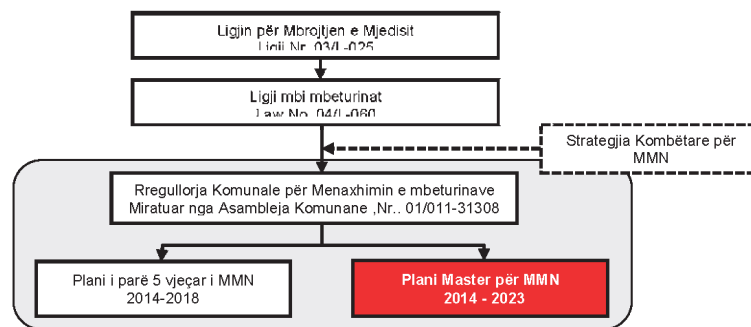 Ligjin për Mbrojtjen e Mjedisit
Ligji Nr. 03/L-025
Ligji mbi mbeturinat
Law No. 04/L-060
Strategjia Kombëtare për
MMN
Rregullorja Komunale për Menaxhimin e mbeturinave
Miratuar nga Asambleja Komunane ,Nr.. 01/011-31308
Plani i parë 5 vjeçar i MMN
2014-2018
Plani Master për MMN
2014 - 2023